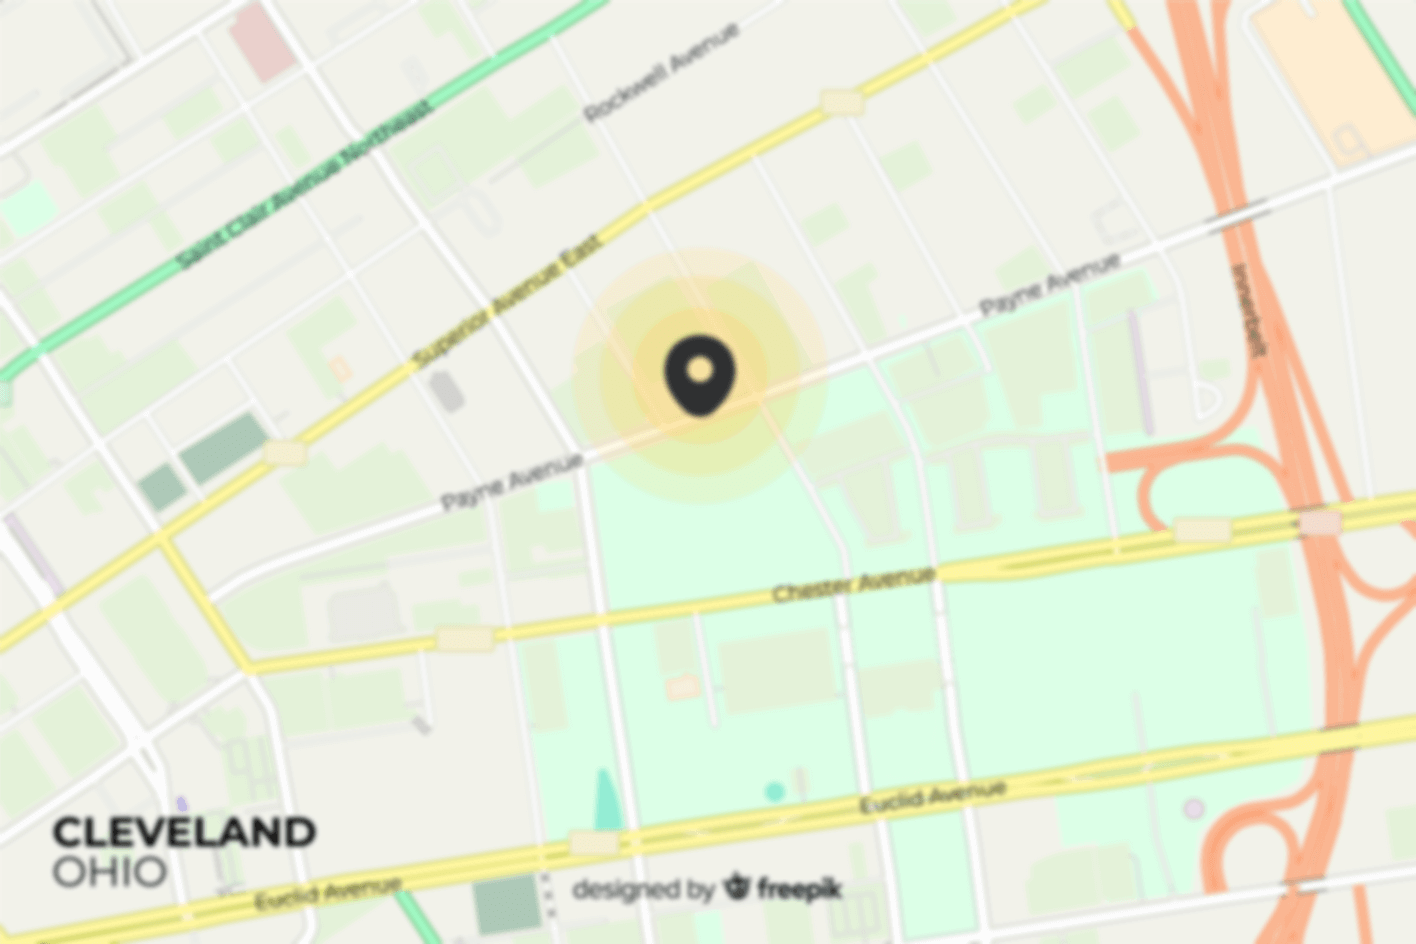 Rockwell Avenue
Saint Clair Avenue Northeast
Superior Avenue East
Payne Avenue
Innerbelt
Payne Avenue
Chester Avenue
Euclid Avenue
CLEVELAND
OHIO
Euclid Avenue
designed by freepik